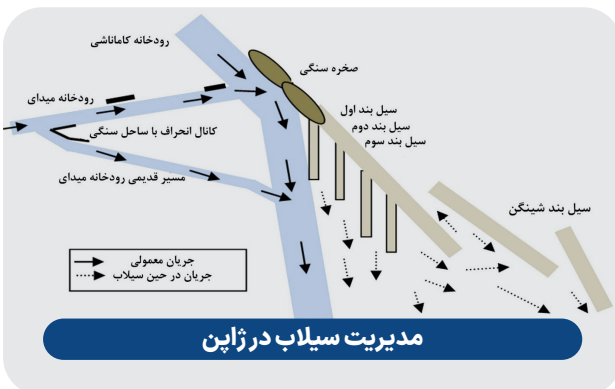 رودخانه کاماناشی
صخره سنگی
رودخانه میدای
سیل بند اول
سیل بند دوم
سیل بند سوم
کانال انحراف با ساحل سنگی
مسیر قدیمی رودخانه میدای
سیل بند شینگن
جریان معمولی
جریان در حین سیلاب
مدیریت سیلاب در ژاپن